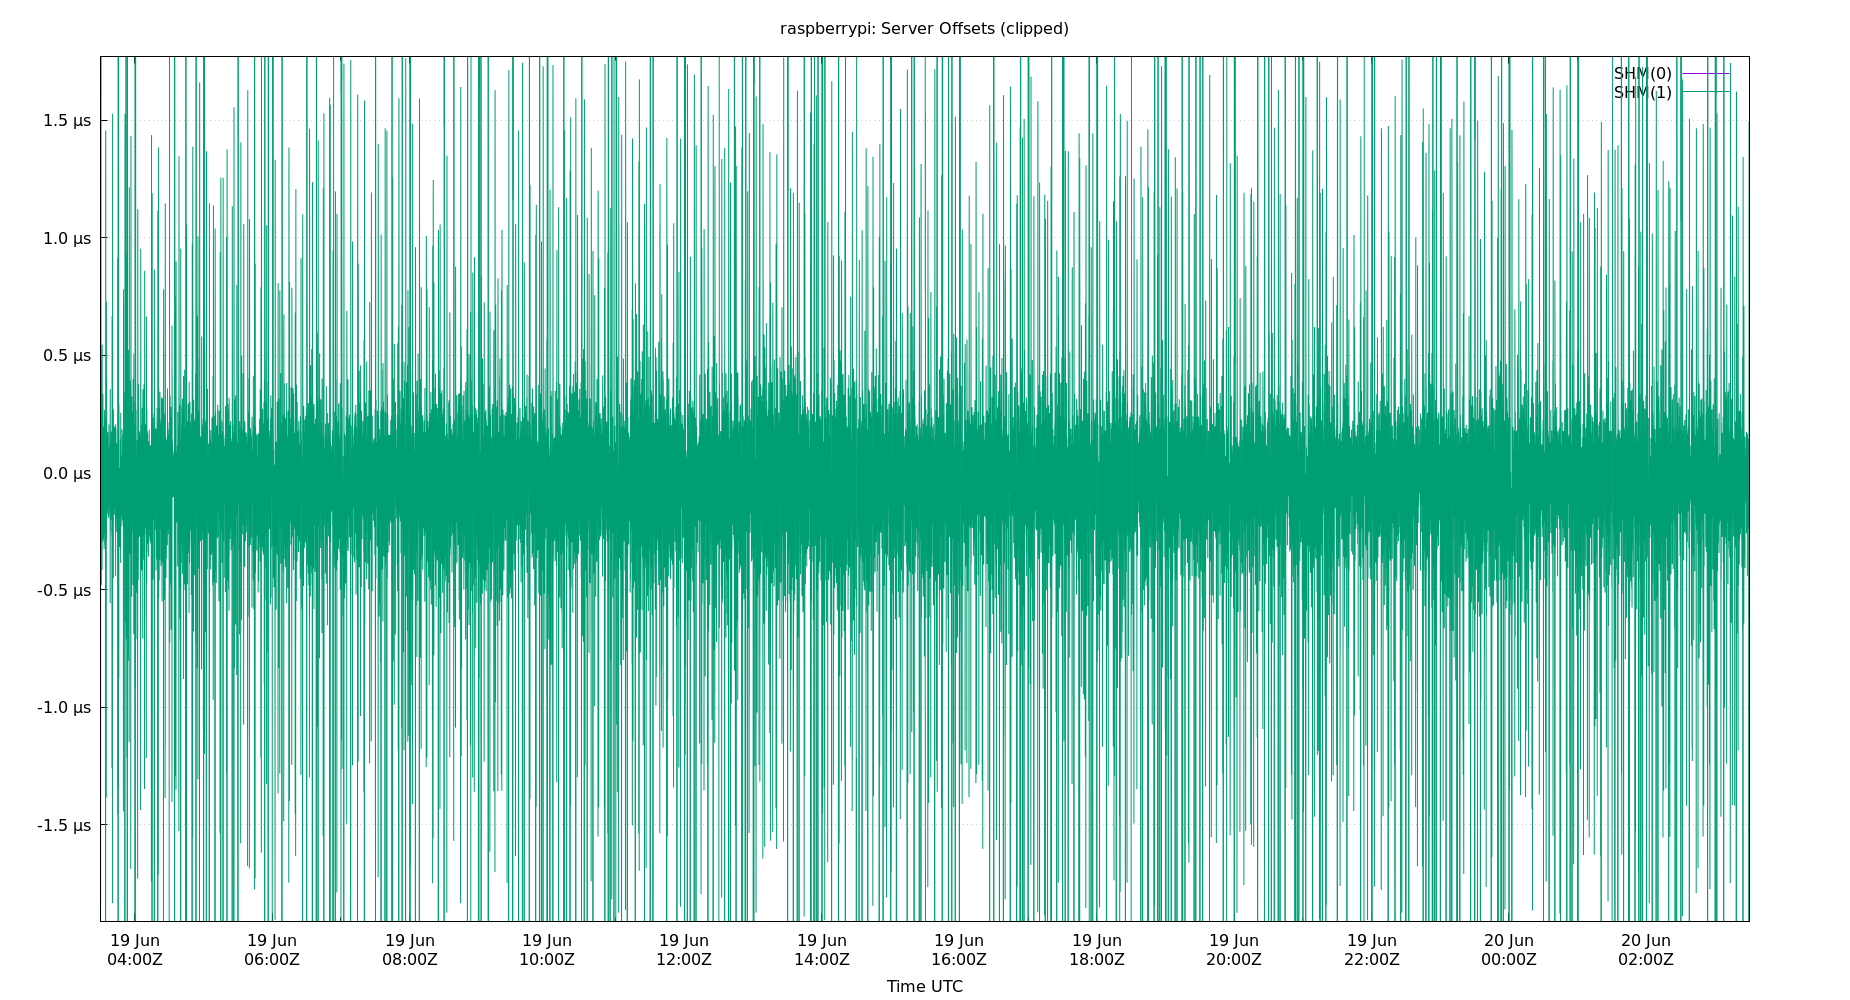 raspberrypi: Server Offsets (clipped)
SHM(0)
SHM(1)
1.5 μs
1.0 μs
0.5 μs
0.0 μs
-0.5 μs
-1.0 μs
-1.5 μs
19 Jun 19 Jun 19 Jun 19 Jun 19 Jun 19 Jun 19 Jun 19 Jun 19 Jun 19 Jun 20 Jun 20 Jun
04:00Z 06:00Z 08:00Z 10:00Z 12:00Z 14:00Z 16:00Z 18:00Z 20:00Z 22:00Z 00:00Z 02:00Z
Time UTC